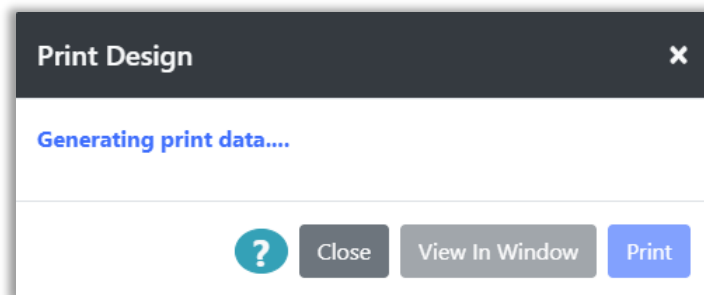 Print Design ×
Generating print data....
? Close View In Window Print